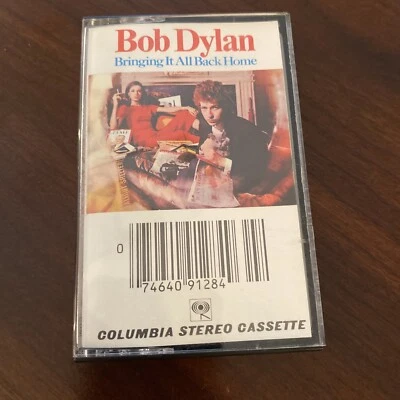 Bob Dylan
Bringing It All Back Home
0
74640 91284
COLUMBIA STEREO CASSETTE